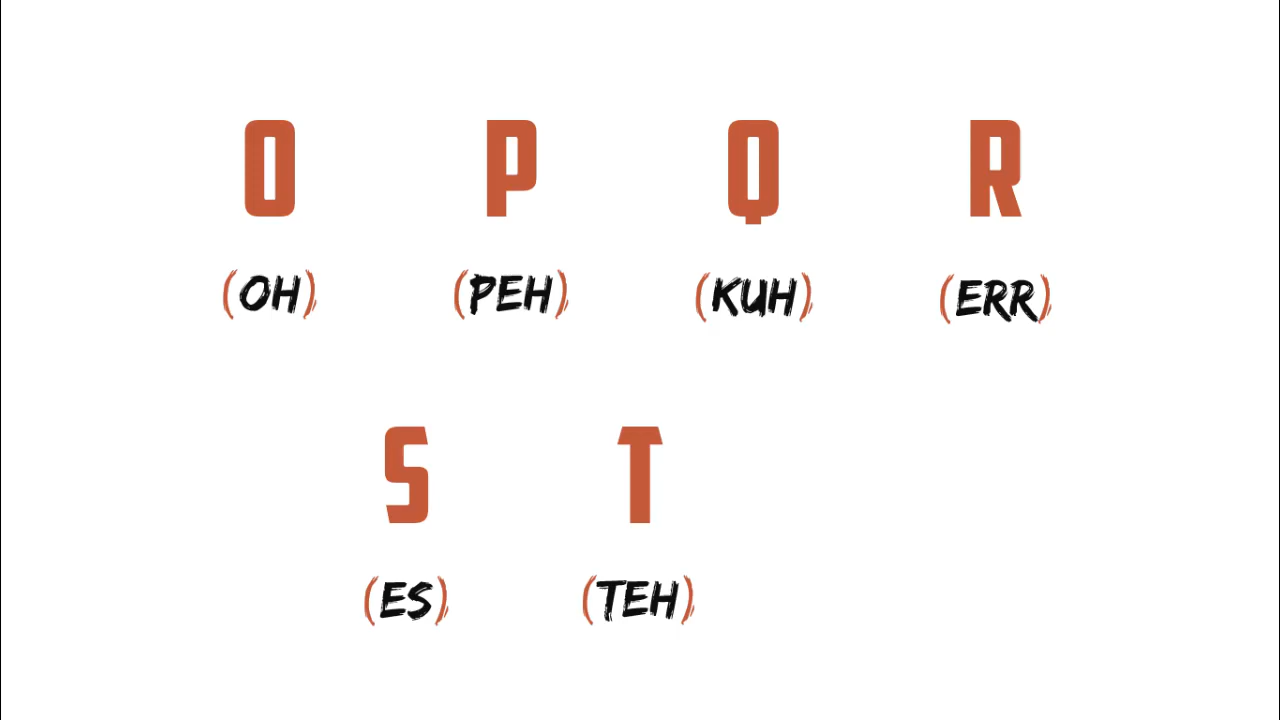 O P Q R
(OH) (PEH) (KUH) (ERR)
S T
(ES) (TEH)